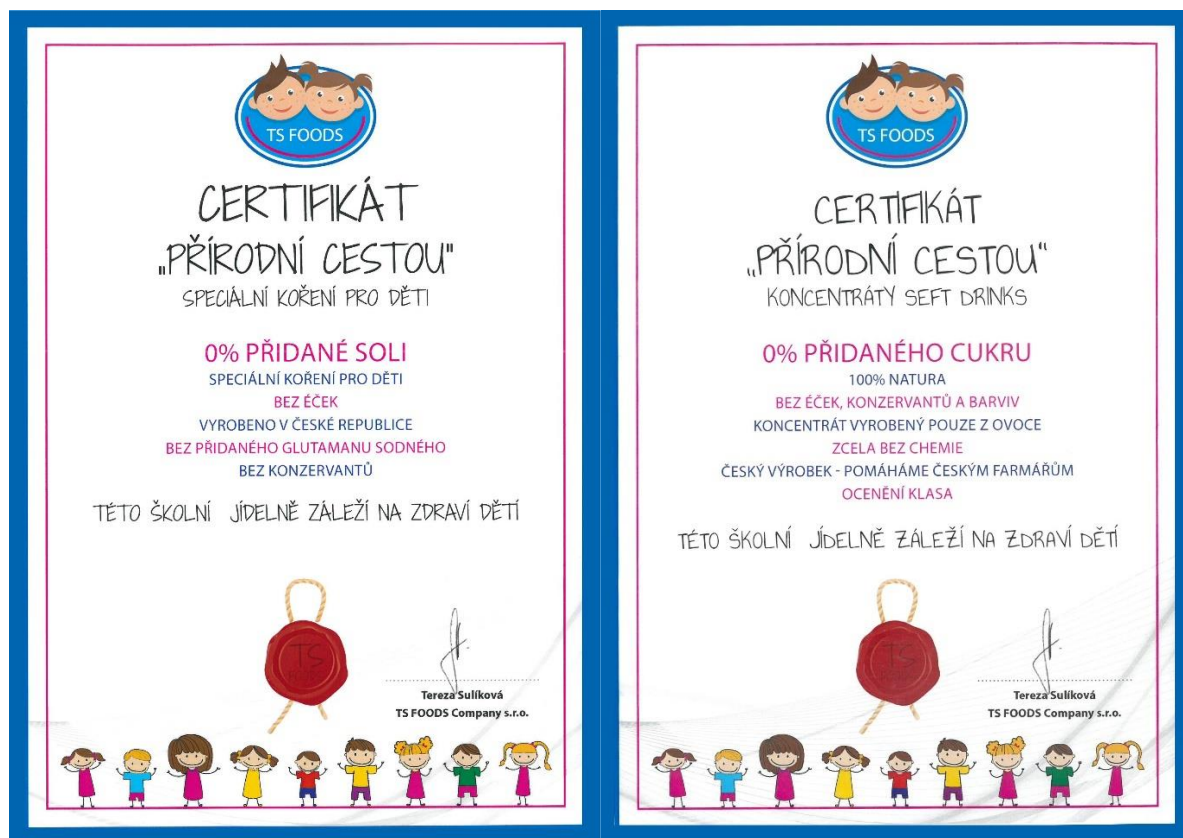 TS FOODS
CERTIFIKÁT
„PŘÍRODNÍ CESTOU"
SPECIÁLNÍ KOŘENÍ PRO DĚTI
0% PŘIDANÉ SOLI
SPECIÁLNÍ KOŘENÍ PRO DĚTI
BEZ ÉČEK
VYROBENO V ČESKÉ REPUBLICE
BEZ PŘIDANÉHO GLUTAMANU SODNÉHO
BEZ KONZERVANTŮ
TÉTO ŠKOLNÍ JÍDELNĚ ZÁLEŽÍ NA ZDRAVÍ DĚTÍ
TS
FOODS
Tereza Sulíková
TS FOODS Company s.r.o.
TS FOODS
CERTIFIKÁT
„PŘÍRODNÍ CESTOU“
KONCENTRÁTY SEFT DRINKS
0% PŘIDANÉHO CUKRU
100% NATURA
BEZ ÉČEK, KONZERVANTŮ A BARVIV
KONCENTRÁT VYROBENÝ POUZE Z OVOCE
ZCELA BEZ CHEMIE
ČESKÝ VÝROBEK - POMÁHÁME ČESKÝM FARMÁŘŮM
OCENĚNÍ KLASA
TÉTO ŠKOLNÍ JÍDELNĚ ZÁLEŽÍ NA ZDRAVÍ DĚTÍ
TS
FOODS
Tereza Sulíková
TS FOODS Company s.r.o.